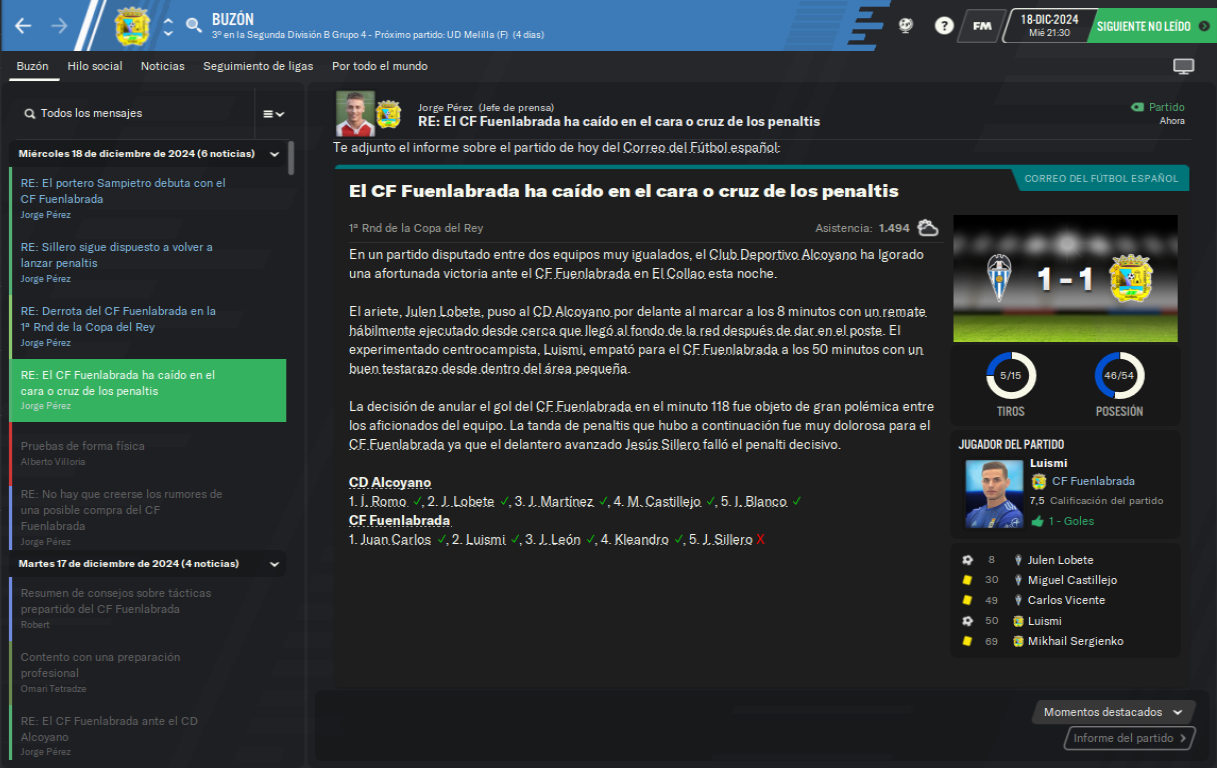 BUZÓN
3º en la Segunda División B Grupo 4 - Próximo partido: UD Melilla (F) (4 días)
?
FM
18-DIC-2024
Mié 21:30
SIGUIENTE NO LEÍDO
Buzón
Hilo social
Noticias
Seguimiento de ligas
Por todo el mundo
Todos los mensajes
Miércoles 18 de diciembre de 2024 (6 noticias)
RE: El portero Sampietro debuta con el
CF Fuenlabrada
Jorge Pérez
RE: Sillero sigue dispuesto a volver a
lanzar penaltis
Jorge Pérez
RE: Derrota del CF Fuenlabrada en la
1ª Rnd de la Copa del Rey
Jorge Pérez
RE: El CF Fuenlabrada ha caído en el
cara o cruz de los penaltis
Jorge Pérez
Pruebas de forma física
Alberto Villoria
RE: No hay que creerse los rumores de
una posible compra del CF
Fuenlabrada
Jorge Pérez
Martes 17 de diciembre de 2024 (4 noticias)
Resumen de consejos sobre tácticas
prepartido del CF Fuenlabrada
Robert
Contento con una preparación
profesional
Omari Tetradze
RE: El CF Fuenlabrada ante el CD
Alcoyano
Jorge Pérez
Jorge Pérez (Jefe de prensa)
RE: El CF Fuenlabrada ha caído en el cara o cruz de los penaltis
Partido
Ahora
Te adjunto el informe sobre el partido de hoy del Correo del Fútbol español:
CORREO DEL FÚTBOL ESPAÑOL
El CF Fuenlabrada ha caído en el cara o cruz de los penaltis
1ª Rnd de la Copa del Rey
Asistencia: 1.494
En un partido disputado entre dos equipos muy igualados, el Club Deportivo Alcoyano ha lgorado
una afortunada victoria ante el CF Fuenlabrada en El Collao esta noche.
El ariete, Julen Lobete, puso al CD Alcoyano por delante al marcar a los 8 minutos con un remate
hábilmente ejecutado desde cerca que llegó al fondo de la red después de dar en el poste. El
experimentado centrocampista, Luismi, empató para el CF Fuenlabrada a los 50 minutos con un
buen testarazo desde dentro del área pequeña.
La decisión de anular el gol del CF Fuenlabrada en el minuto 118 fue objeto de gran polémica entre
los aficionados del equipo. La tanda de penaltis que hubo a continuación fue muy dolorosa para el
CF Fuenlabrada ya que el delantero avanzado Jesús Sillero falló el penalti decisivo.
CD Alcoyano
1. Í. Romo ✓, 2. J. Lobete ✓, 3. J. Martínez ✓, 4. M. Castillejo ✓, 5. I. Blanco ✓
CF Fuenlabrada
1. Juan Carlos ✓, 2. Luismi ✓, 3. J. León ✓, 4. Kleandro ✓, 5. J. Sillero X
1 - 1
5/15
TIROS
46/54
POSESIÓN
JUGADOR DEL PARTIDO
Luismi
CF Fuenlabrada
7,5 Calificación del partido
1 - Goles
8 Julen Lobete
30 Miguel Castillejo
49 Carlos Vicente
50 Luismi
69 Mikhail Sergienko
Momentos destacados
Informe del partido